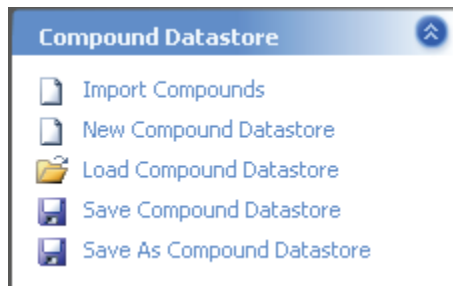 Compound Datastore
Import Compounds
New Compound Datastore
Load Compound Datastore
Save Compound Datastore
Save As Compound Datastore